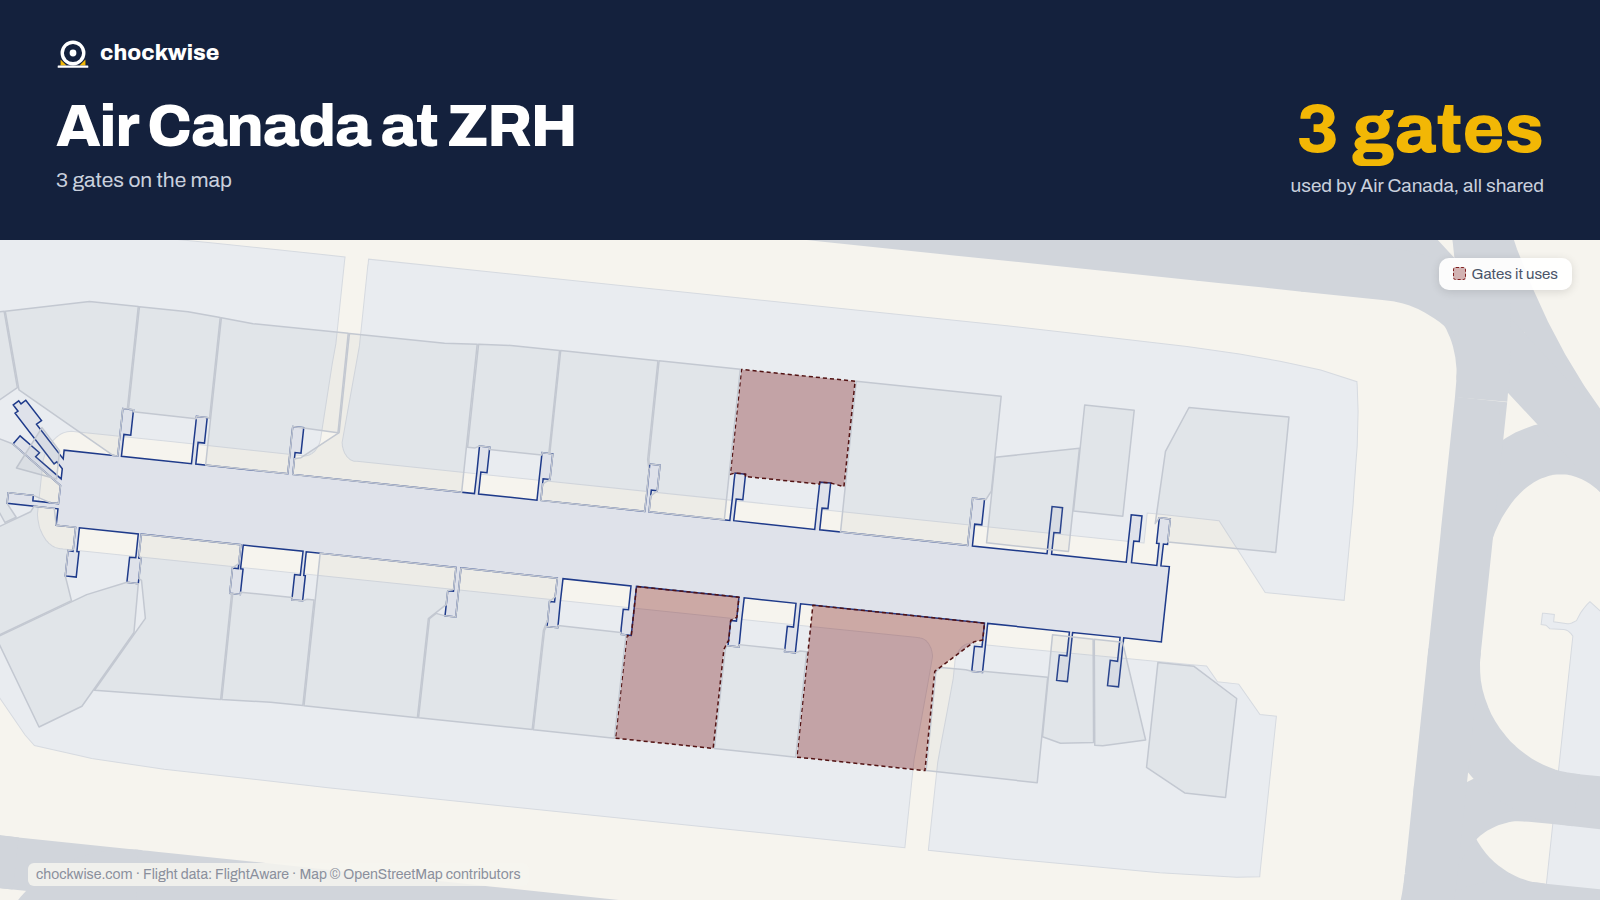 chockwise
Air Canada at ZRH
3 gates on the map
3 gates
used by Air Canada, all shared
Gates it uses
chockwise.com · Flight data: FlightAware · Map © OpenStreetMap contributors